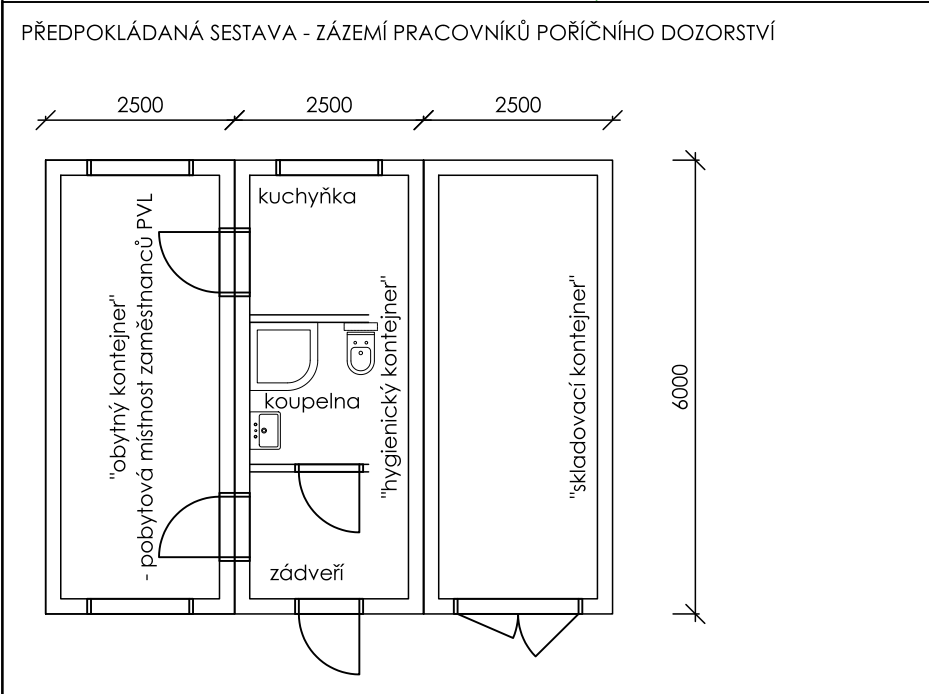 PŘEDPOKLÁDANÁ SESTAVA - ZÁZEMÍ PRACOVNÍKŮ POŘÍČNÍHO DOZORSTVÍ
2500
2500
2500
"obytný kontejner"
- pobytová místnost zaměstnanců PVL
kuchyňka
koupelna
zádveří
"hygienický kontejner"
"skladovací kontejner"
6000